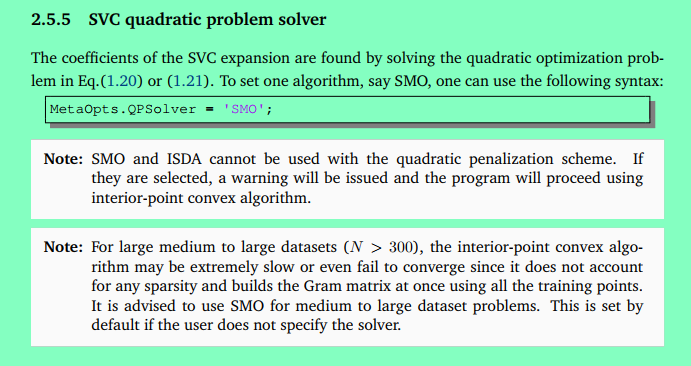 2.5.5 SVC quadratic problem solver
The coefficients of the SVC expansion are found by solving the quadratic optimization prob-
lem in Eq.(1.20) or (1.21). To set one algorithm, say SMO, one can use the following syntax:
MetaOpts.QPSolver = 'SMO';
Note: SMO and ISDA cannot be used with the quadratic penalization scheme. If
they are selected, a warning will be issued and the program will proceed using
interior-point convex algorithm.
Note: For large medium to large datasets (N > 300), the interior-point convex algo-
rithm may be extremely slow or even fail to converge since it does not account
for any sparsity and builds the Gram matrix at once using all the training points.
It is advised to use SMO for medium to large dataset problems. This is set by
default if the user does not specify the solver.